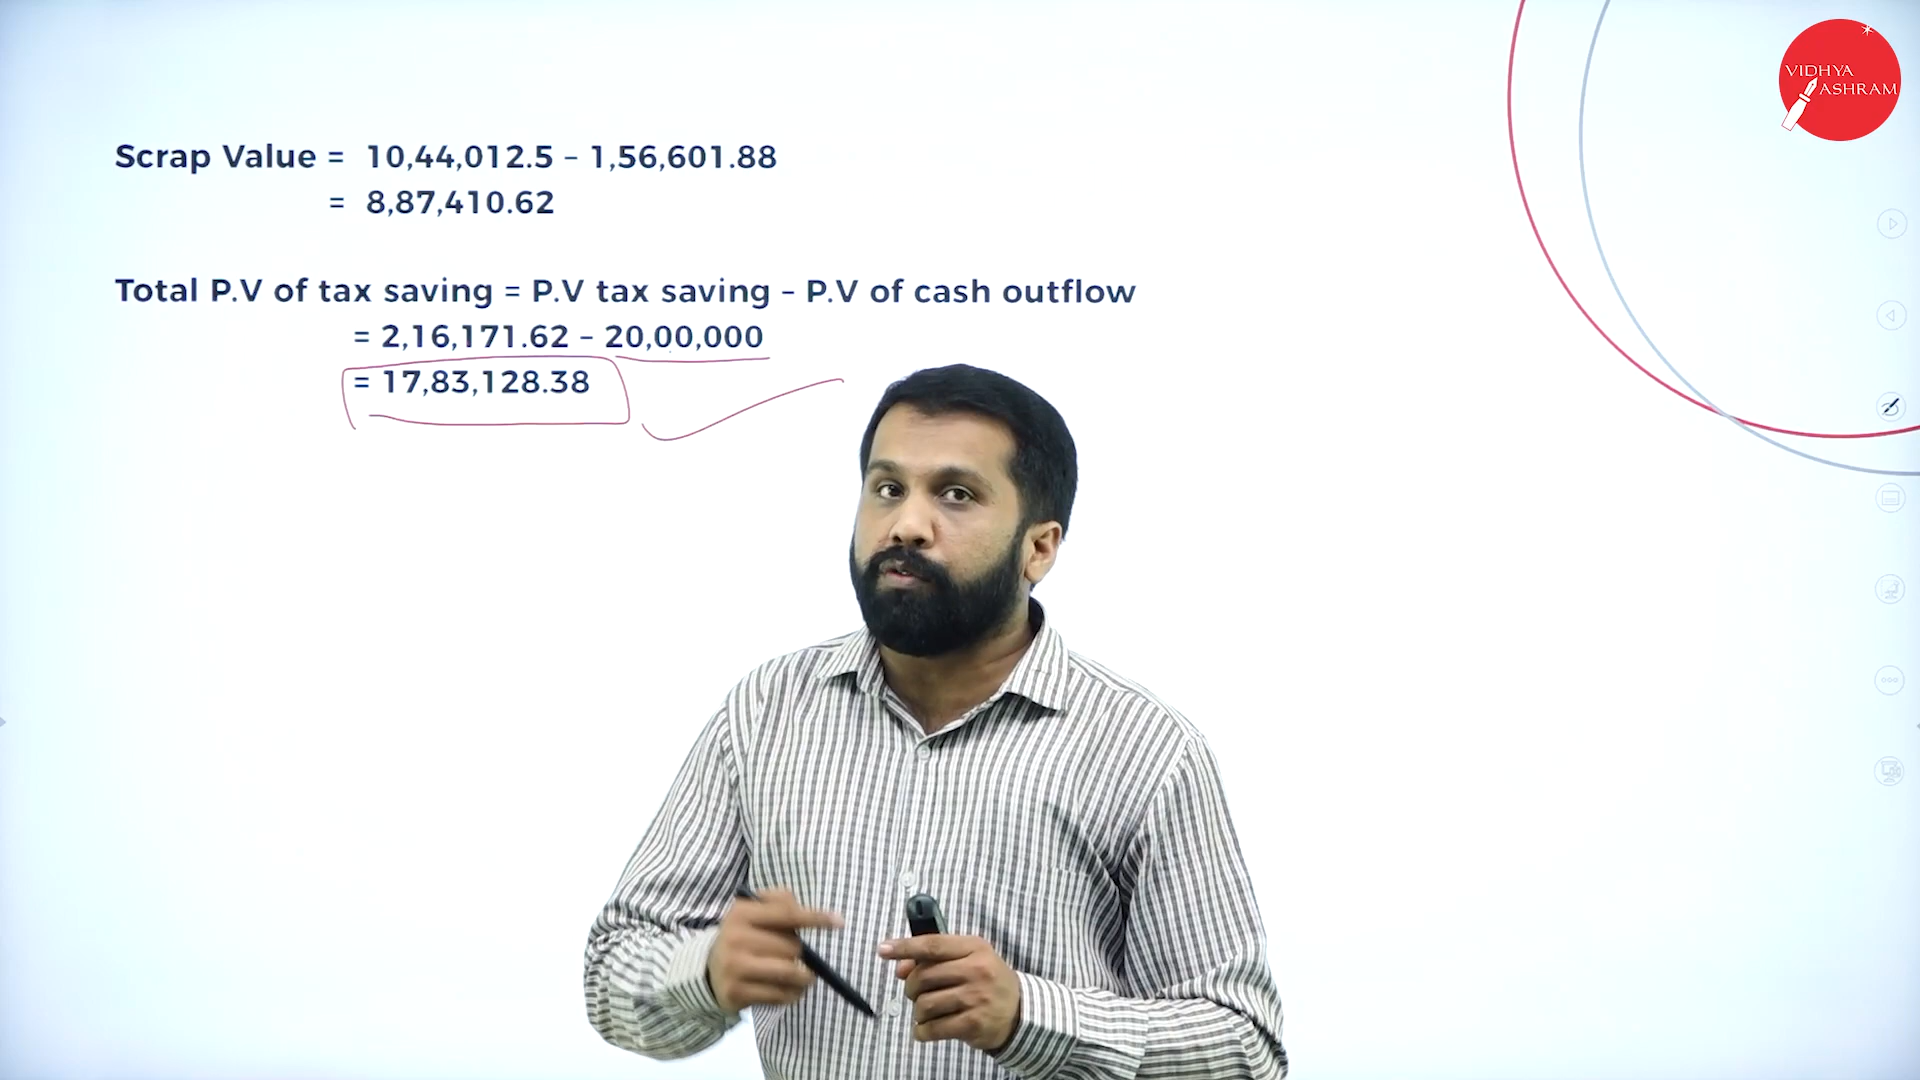 VIDHYA
ASHRAM
Scrap Value = 10,44,012.5 - 1,56,601.88
= 8,87,410.62
Total P.V of tax saving = P.V tax saving - P.V of cash outflow
= 2,16,171.62 - 20,00,000
= 17,83,128.38